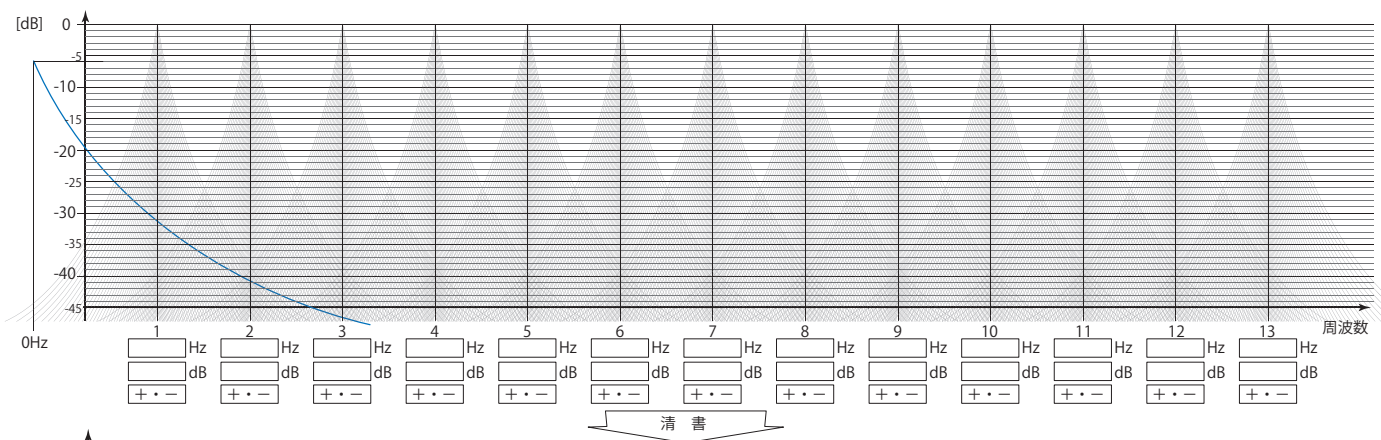 [dB]
0
-5
-10
-15
-20
-25
-30
-35
-40
-45
0Hz
1 2 3 4 5 6 7 8 9 10 11 12 13 周波数
Hz Hz Hz Hz Hz Hz Hz Hz Hz Hz Hz Hz Hz
dB dB dB dB dB dB dB dB dB dB dB dB dB
＋・－ ＋・－ ＋・－ ＋・－ ＋・－ ＋・－ ＋・－ ＋・－ ＋・－ ＋・－ ＋・－ ＋・－ ＋・－
清 書